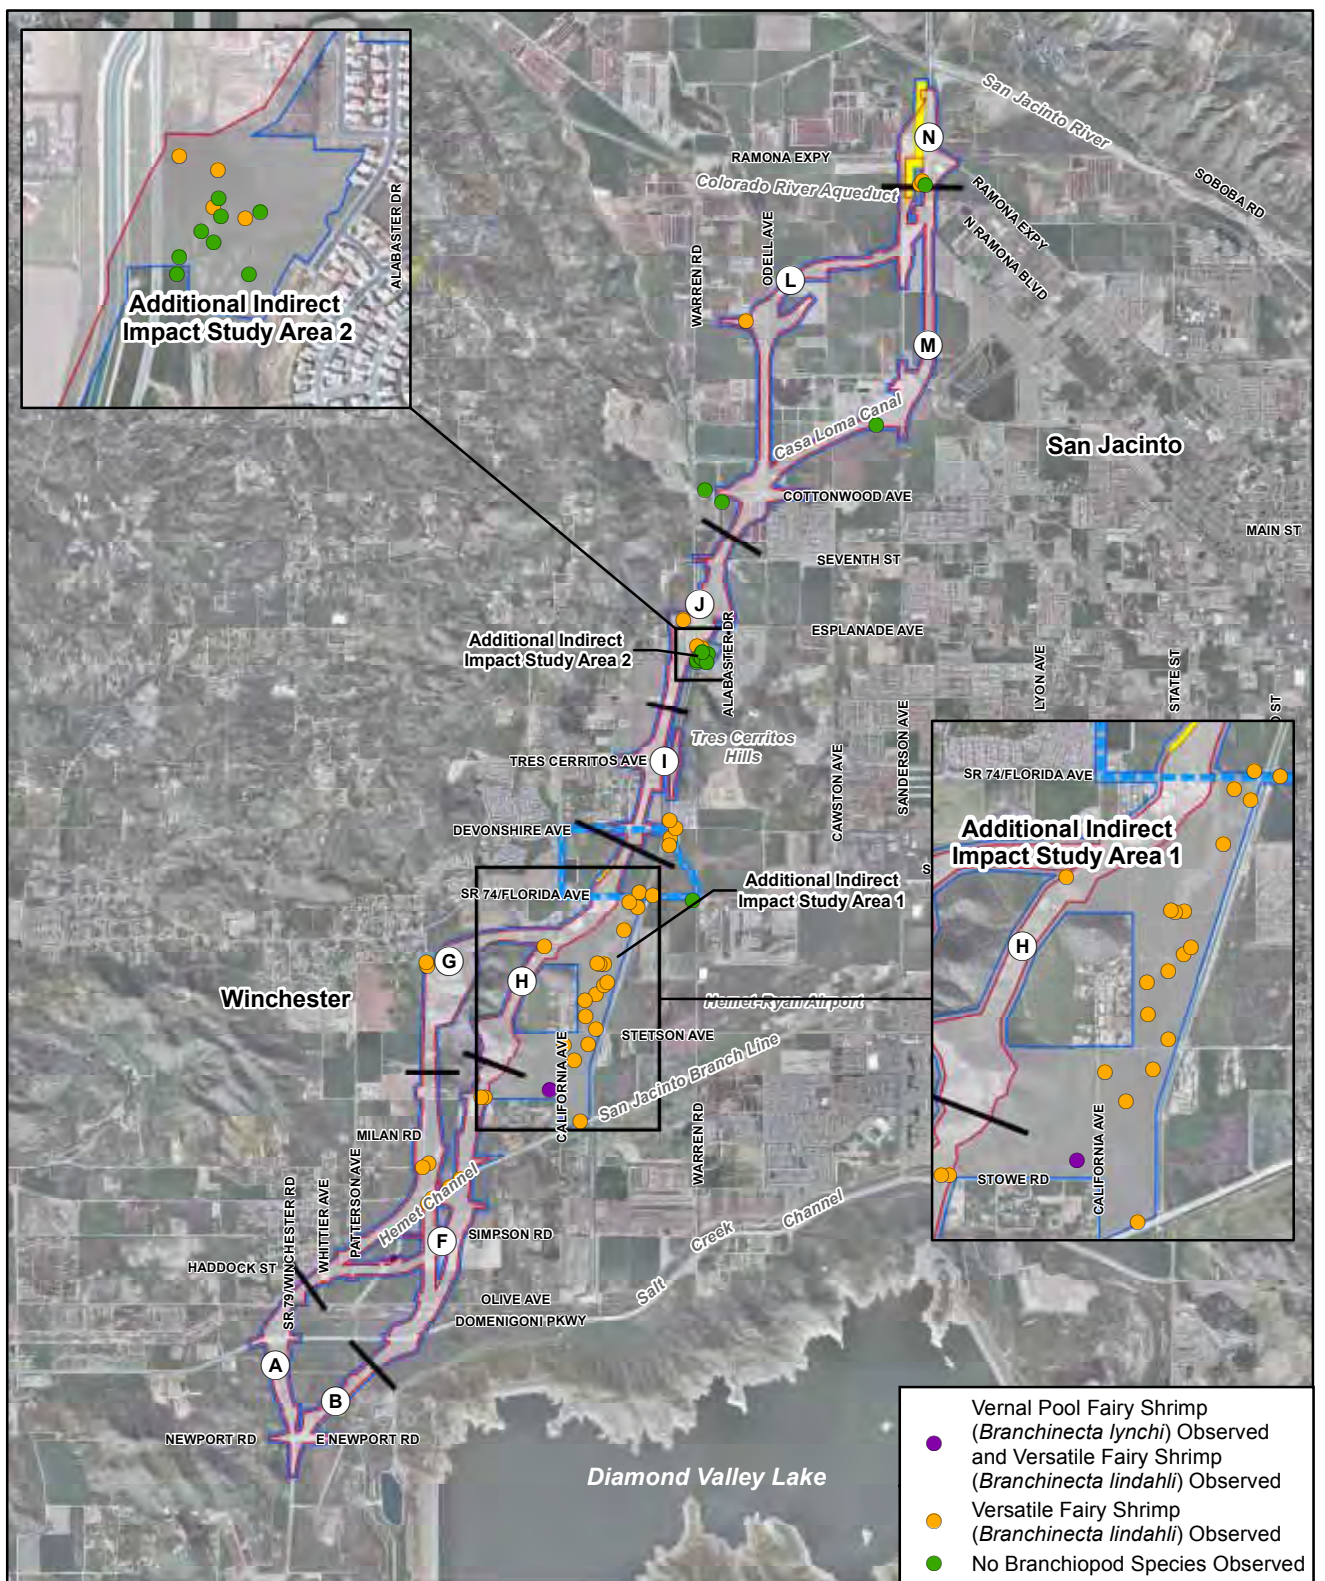 ALABASTER DR
Additional Indirect
Impact Study Area 2
San Jacinto River
N
RAMONA EXPY
Colorado River Aqueduct
SOBOBA RD
RAMONA EXPY
N RAMONA BLVD
ODELL AVE
WARREN RD
L
M
Casa Loma Canal
San Jacinto
COTTONWOOD AVE
MAIN ST
SEVENTH ST
J
ESPLANADE AVE
ALABASTER DR
Additional Indirect
Impact Study Area 2
LYON AVE
STATE ST
Tres Cerritos
Hills
TRES CERRITOS AVE
I
CAWSTON AVE
SANDERSON AVE
DEVONSHIRE AVE
SR 74/FLORIDA AVE
Additional Indirect
Impact Study Area 1
SR 74/FLORIDA AVE
Additional Indirect
Impact Study Area 1
H
STOWE RD
CALIFORNIA AVE
G
H
Winchester
Hemet-Ryan Airport
STETSON AVE
CALIFORNIA AVE
San Jacinto Branch Line
WARREN RD
MILAN RD
PATTERSON AVE
WHITTIER AVE
SR 79/WINCHESTER RD
Hemet Channel
F
SIMPSON RD
Salt Creek Channel
HADDOCK ST
OLIVE AVE
DOMENIGONI PKWY
A
B
NEWPORT RD
E NEWPORT RD
Diamond Valley Lake
Vernal Pool Fairy Shrimp
(Branchinecta lynchi) Observed
and Versatile Fairy Shrimp
(Branchinecta lindahli) Observed
Versatile Fairy Shrimp
(Branchinecta lindahli) Observed
No Branchiopod Species Observed